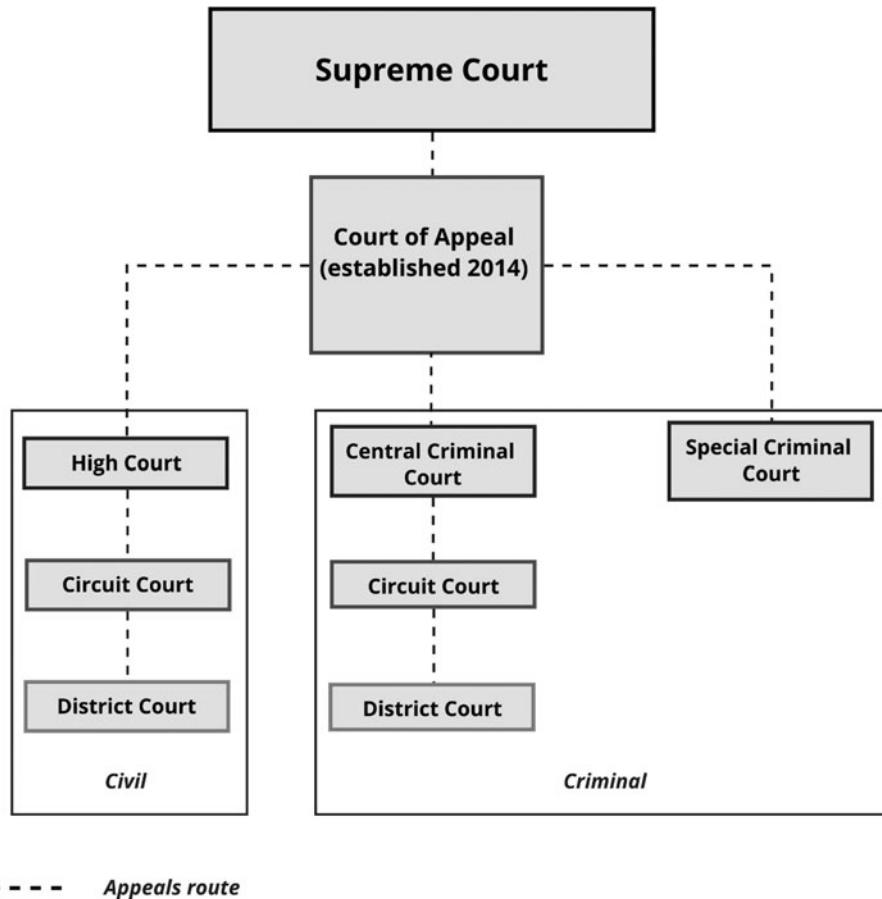 Supreme Court
Court of Appeal
(established 2014)
High Court
Circuit Court
District Court
Civil
Central Criminal
Court
Special Criminal
Court
Circuit Court
District Court
Criminal
Appeals route